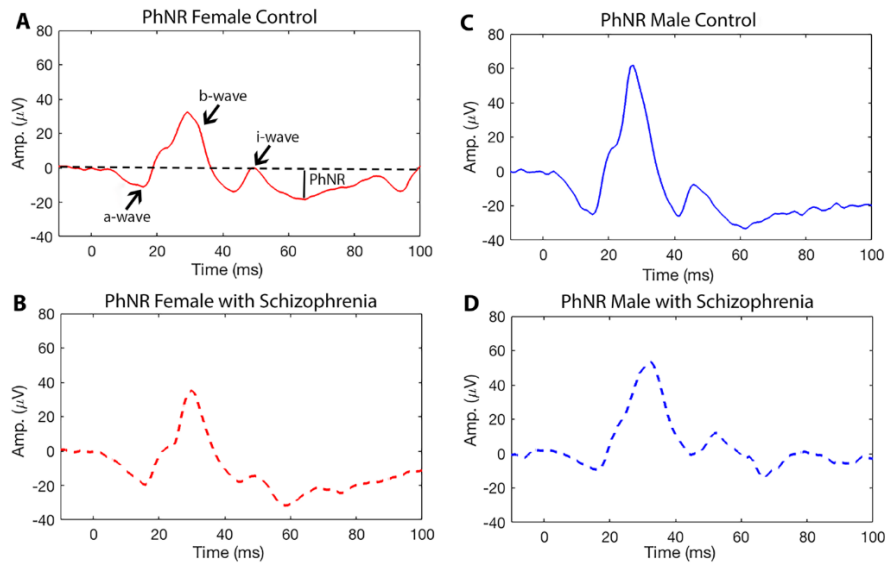 A
PhNR Female Control
80
60
40
20
0
-20
-40
Amp. (μV)
b-wave
i-wave
PhNR
a-wave
0 20 40 60 80 100
Time (ms)
C
PhNR Male Control
80
60
40
20
0
-20
-40
Amp. (μV)
0 20 40 60 80 100
Time (ms)
B
PhNR Female with Schizophrenia
80
60
40
20
0
-20
-40
Amp. (μV)
0 20 40 60 80 100
Time (ms)
D
PhNR Male with Schizophrenia
80
60
40
20
0
-20
-40
Amp. (μV)
0 20 40 60 80 100
Time (ms)